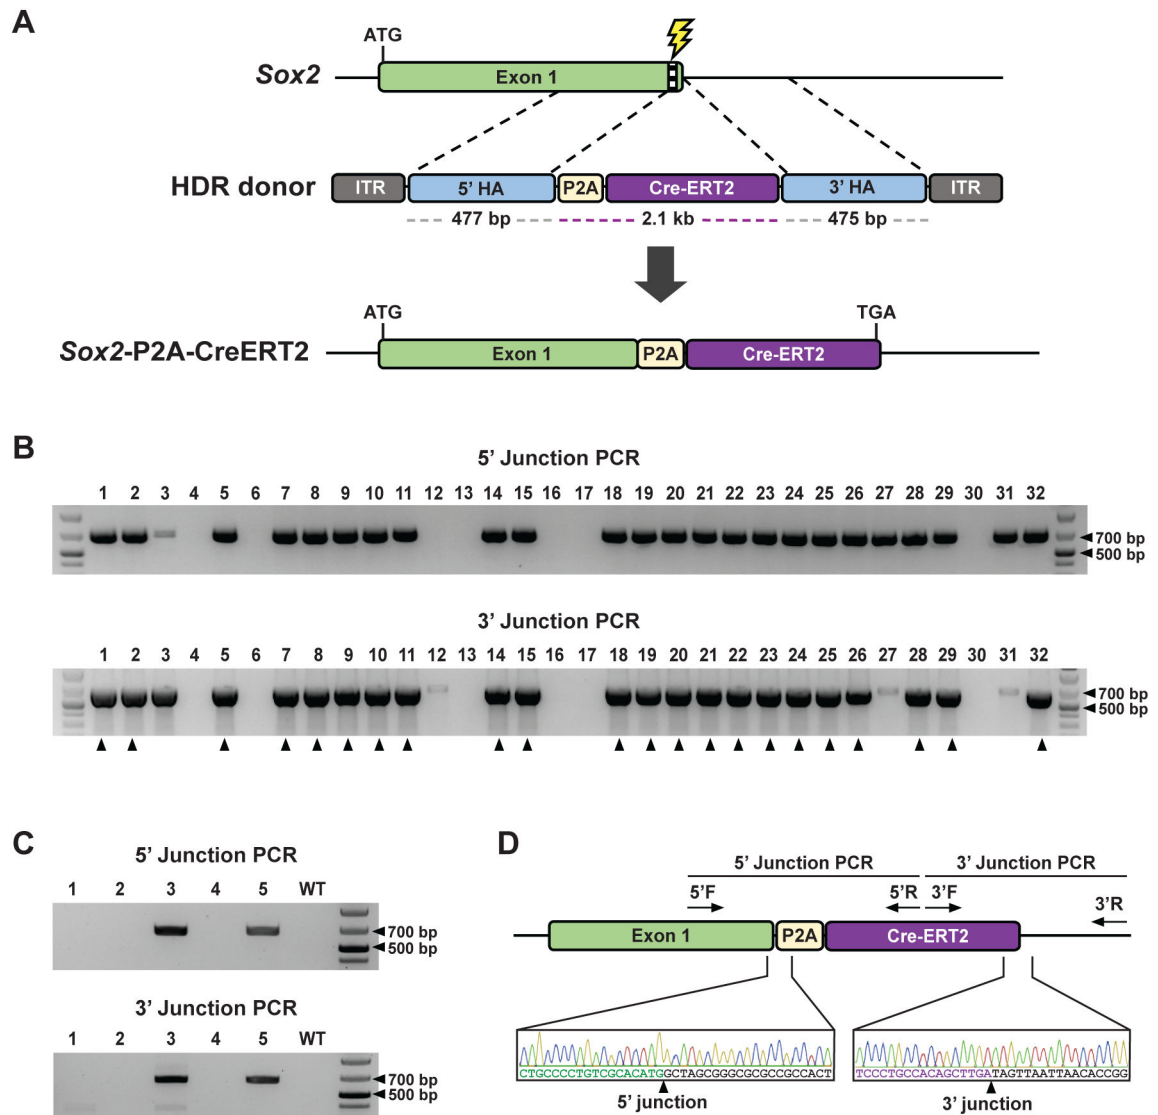 A
ATG
Sox2
Exon 1
HDR donor
ITR
5’ HA
P2A
Cre-ERT2
3’ HA
ITR
477 bp
2.1 kb
475 bp
ATG
TGA
Sox2-P2A-CreERT2
Exon 1
P2A
Cre-ERT2
B
5’ Junction PCR
1 2 3 4 5 6 7 8 9 10 11 12 13 14 15 16 17 18 19 20 21 22 23 24 25 26 27 28 29 30 31 32
700 bp
500 bp
3’ Junction PCR
1 2 3 4 5 6 7 8 9 10 11 12 13 14 15 16 17 18 19 20 21 22 23 24 25 26 27 28 29 30 31 32
700 bp
500 bp
C
5’ Junction PCR
1 2 3 4 5 WT
700 bp
500 bp
3’ Junction PCR
1 2 3 4 5 WT
700 bp
500 bp
D
5’ Junction PCR
3’ Junction PCR
5’F
5’R
3’F
3’R
Exon 1
P2A
Cre-ERT2
CTGCCCCTGTCGCACATGGCTAGCGGGCGCGCCGCCACT
TCCCTGCCACAGCTTGATAGTTAATTAACACCGG
5’ junction
3’ junction